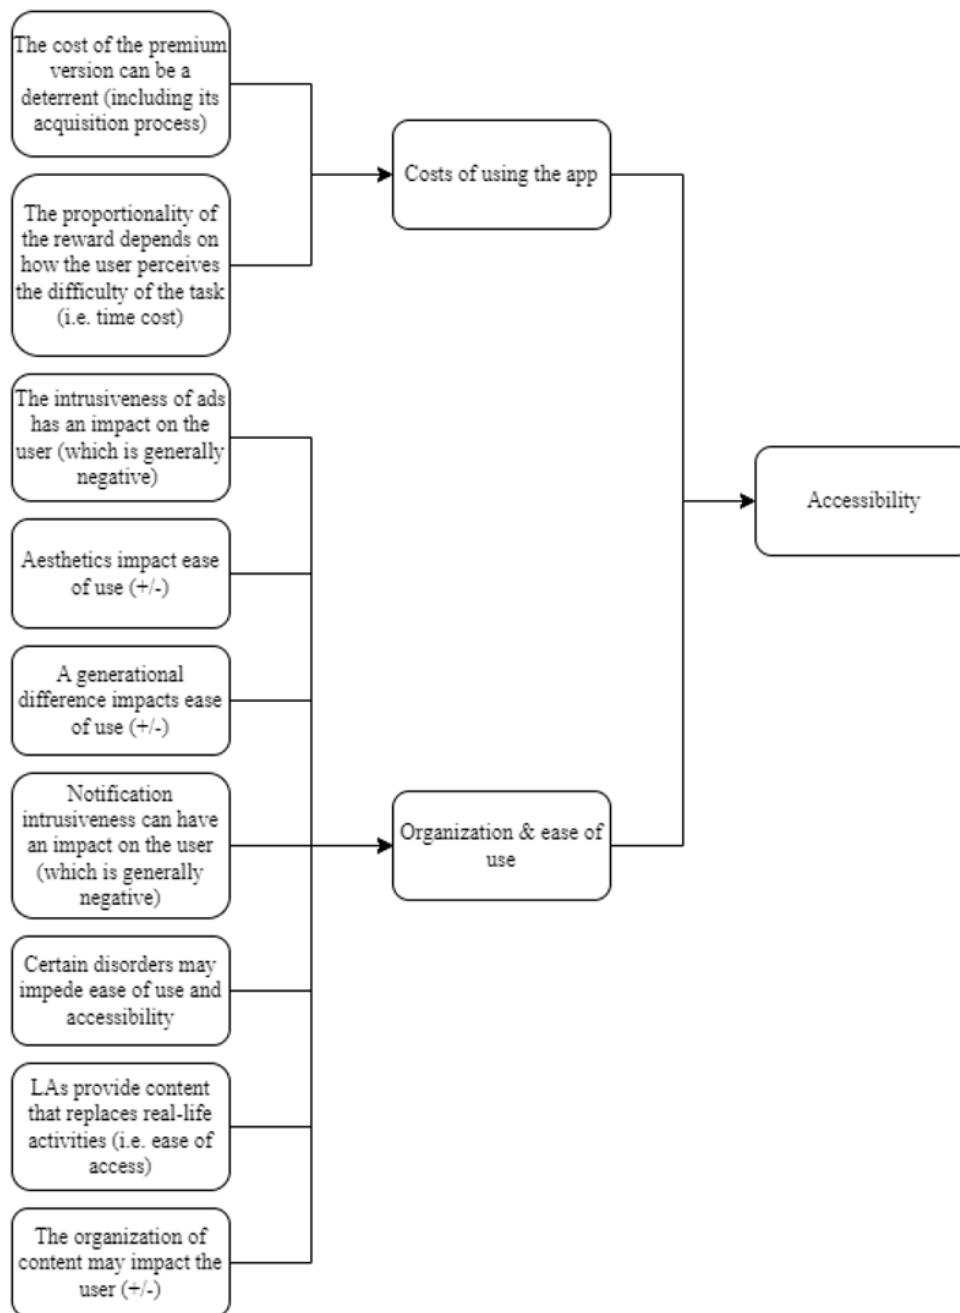 The cost of the premium
version can be a
deterrent (including its
acquisition process)
The proportionality of
the reward depends on
how the user perceives
the difficulty of the task
(i.e. time cost)
The intrusiveness of ads
has an impact on the
user (which is generally
negative)
Aesthetics impact ease
of use (+/-)
A generational
difference impacts ease
of use (+/-)
Notification
intrusiveness can have
an impact on the user
(which is generally
negative)
Certain disorders may
impede ease of use and
accessibility
LAs provide content
that replaces real-life
activities (i.e. ease of
access)
The organization of
content may impact the
user (+/-)
Costs of using the app
Organization & ease of
use
Accessibility